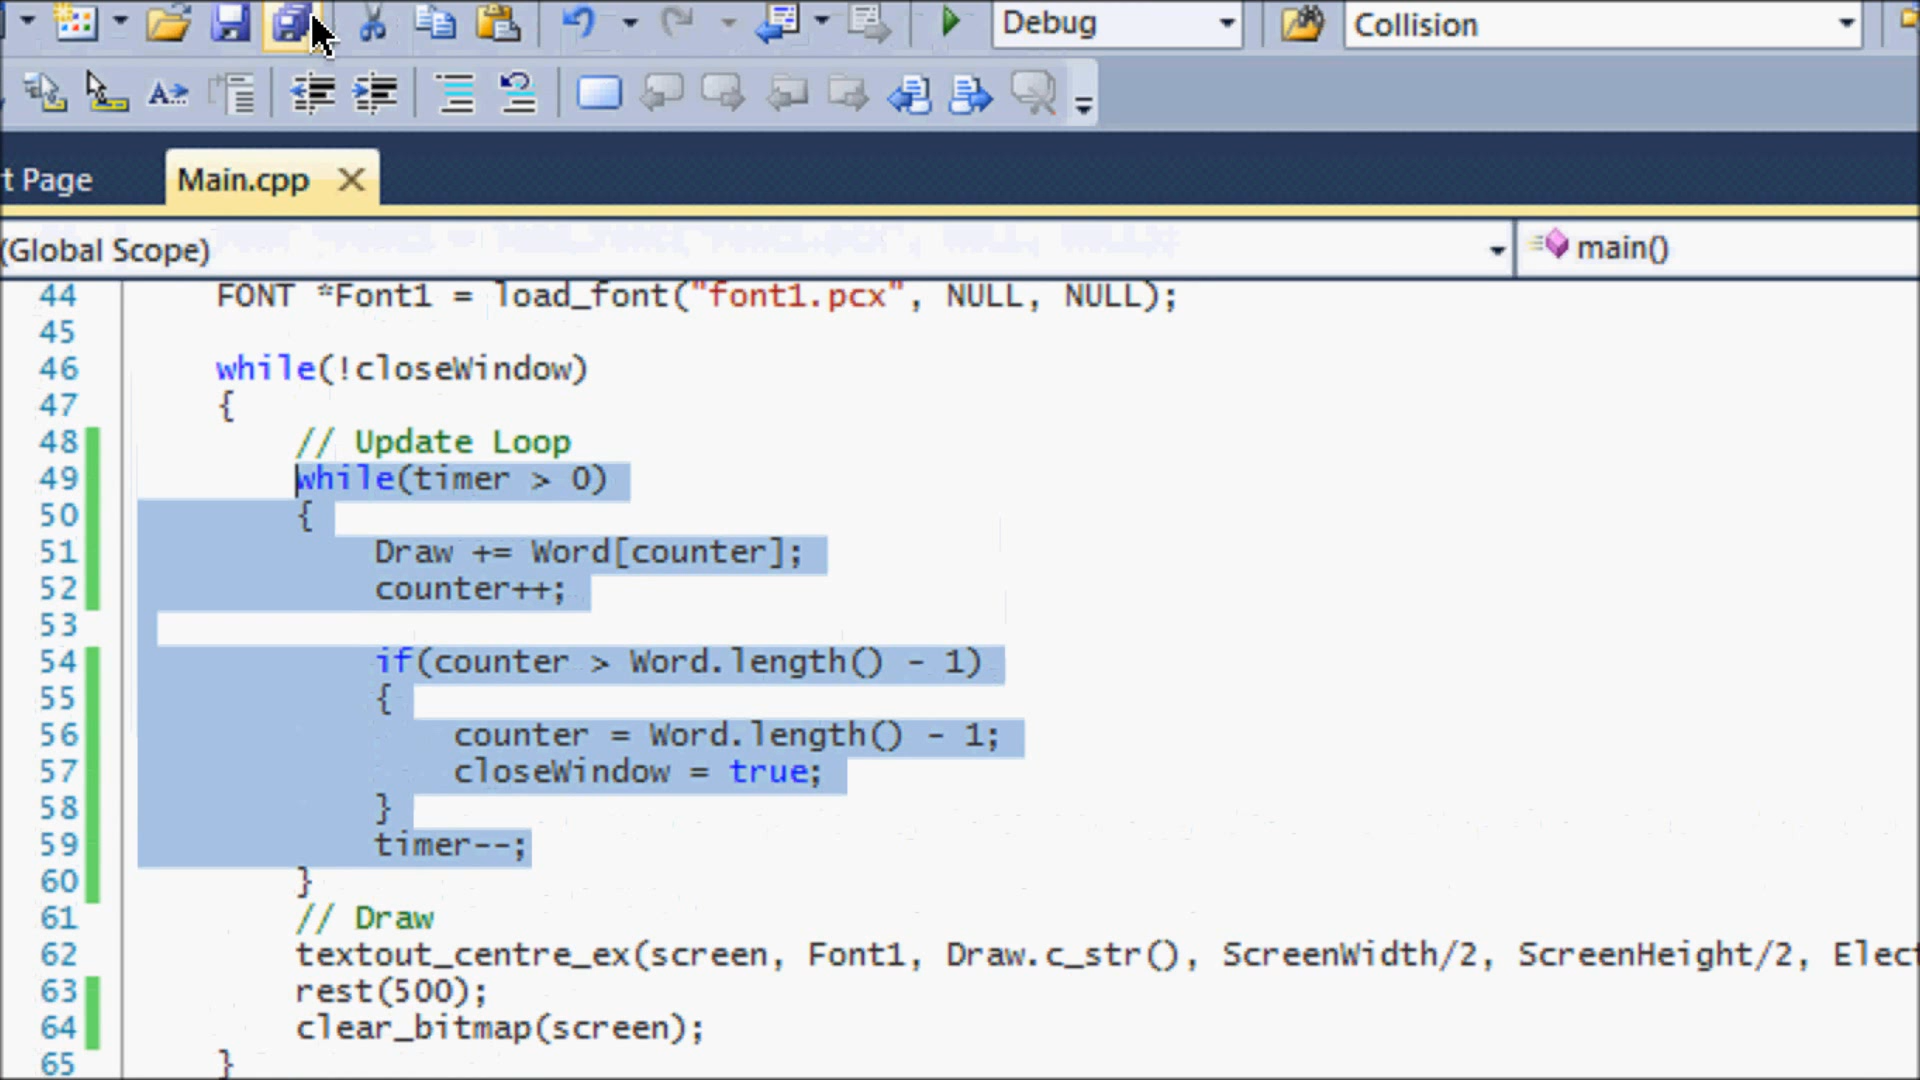 Debug
Collision
t Page
Main.cpp
(Global Scope)
main()
44 FONT *Font1 = load_font("font1.pcx", NULL, NULL);
45
46 while(!closeWindow)
47 {
48 // Update Loop
49 while(timer > 0)
50 {
51 Draw += Word[counter];
52 counter++;
53
54 if(counter > Word.length() - 1)
55 {
56 counter = Word.length() - 1;
57 closeWindow = true;
58 }
59 timer--;
60 }
61 // Draw
62 textout_centre_ex(screen, Font1, Draw.c_str(), ScreenWidth/2, ScreenHeight/2, Elect
63 rest(500);
64 clear_bitmap(screen);
65 }